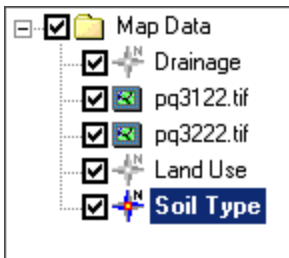 Map Data
N Drainage
pq3122.tif
pq3222.tif
N Land Use
N Soil Type